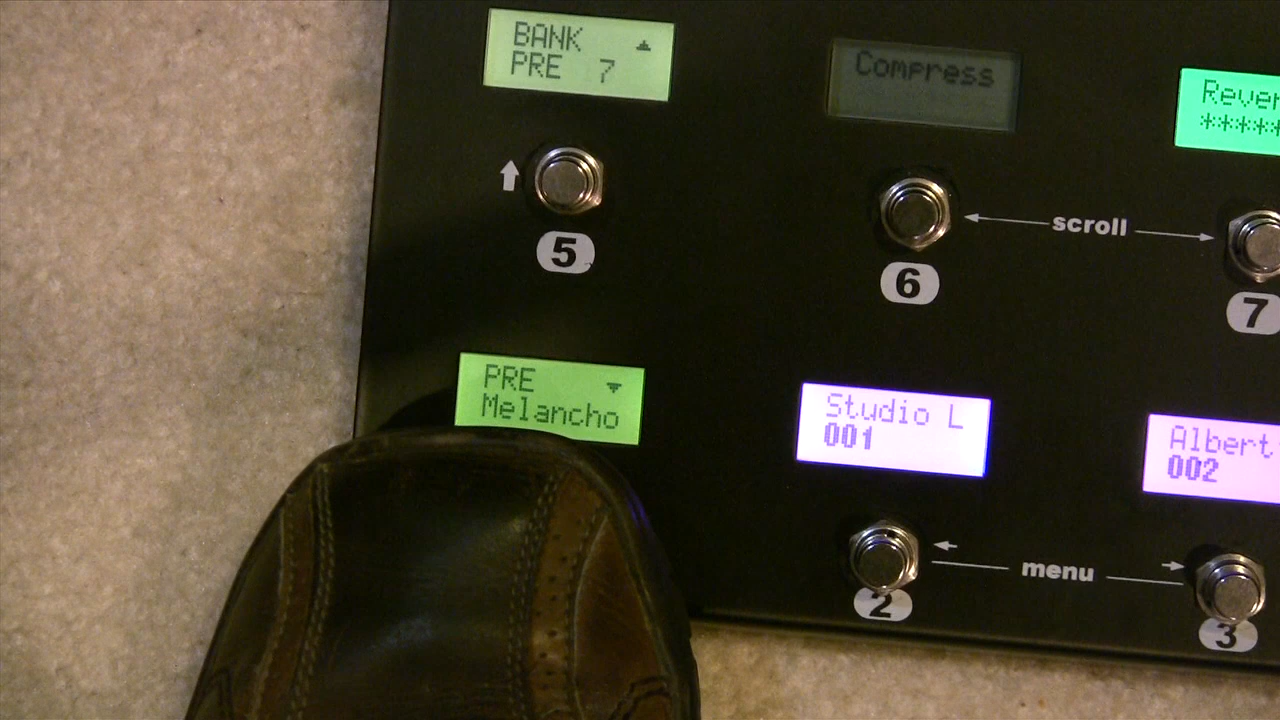 BANK
PRE 7
Compress
Rever
*****
scroll
5
6
7
PRE
Melancho
Studio L
001
Albert
002
menu
2
3